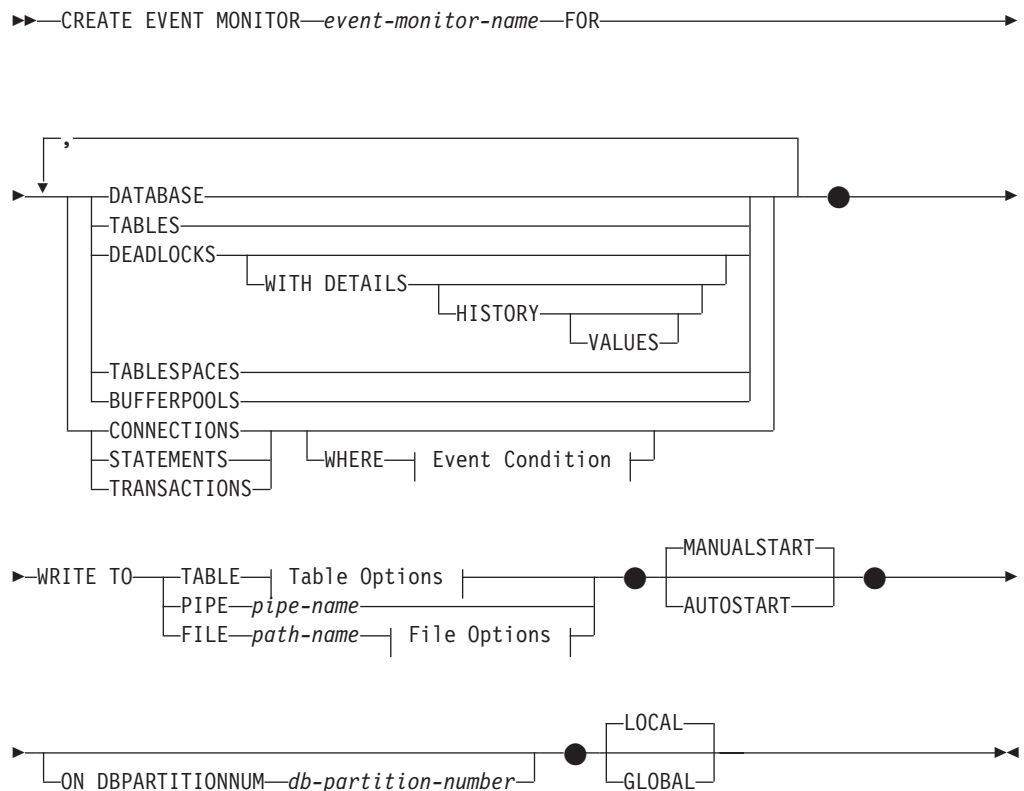 CREATE EVENT MONITOR event-monitor-name FOR
,
DATABASE
TABLES
DEADLOCKS
WITH DETAILS
HISTORY
VALUES
TABLESPACES
BUFFERPOOLS
CONNECTIONS
STATEMENTS
TRANSACTIONS
WHERE Event Condition
MANUALSTART
WRITE TO TABLE Table Options
AUTOSTART
PIPE pipe-name
FILE path-name File Options
LOCAL
ON DBPARTITIONNUM db-partition-number
GLOBAL